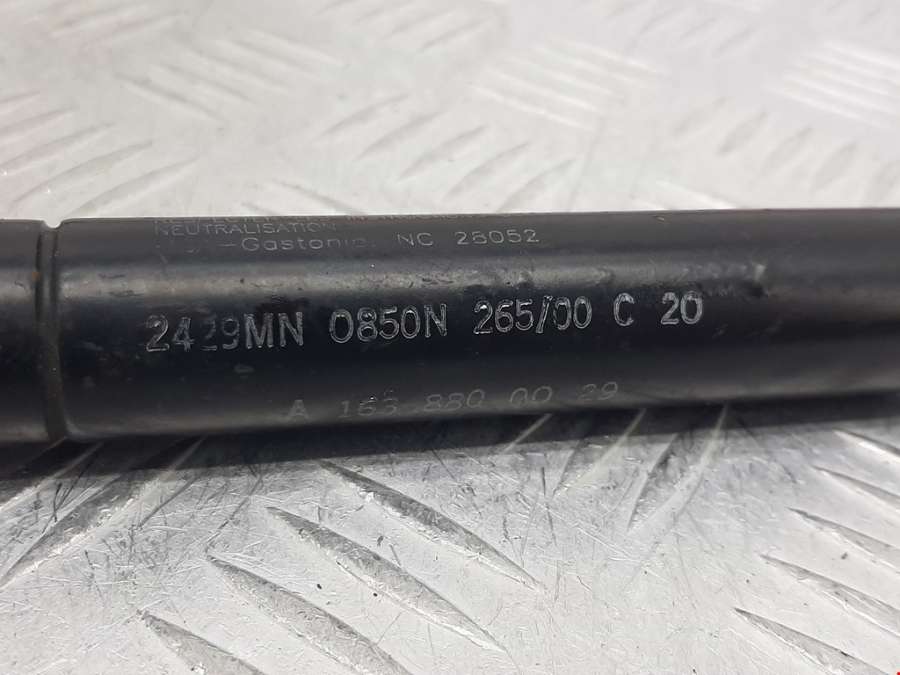 NEUTRALISATION
-Gastonia, NC 28052
2429MN 0850N 265/00 C 20
A 163 880 00 29